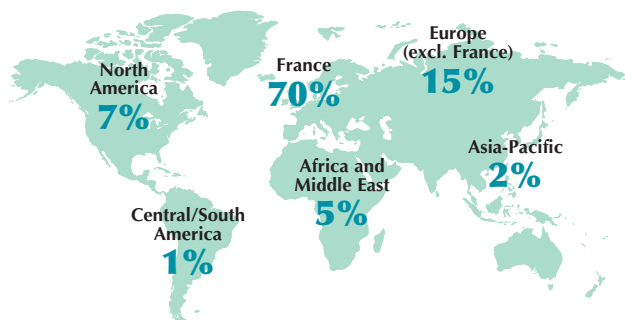 Europe
(excl. France)
15%
France
70%
North
America
7%
Asia-Pacific
2%
Africa and
Middle East
5%
Central/South
America
1%